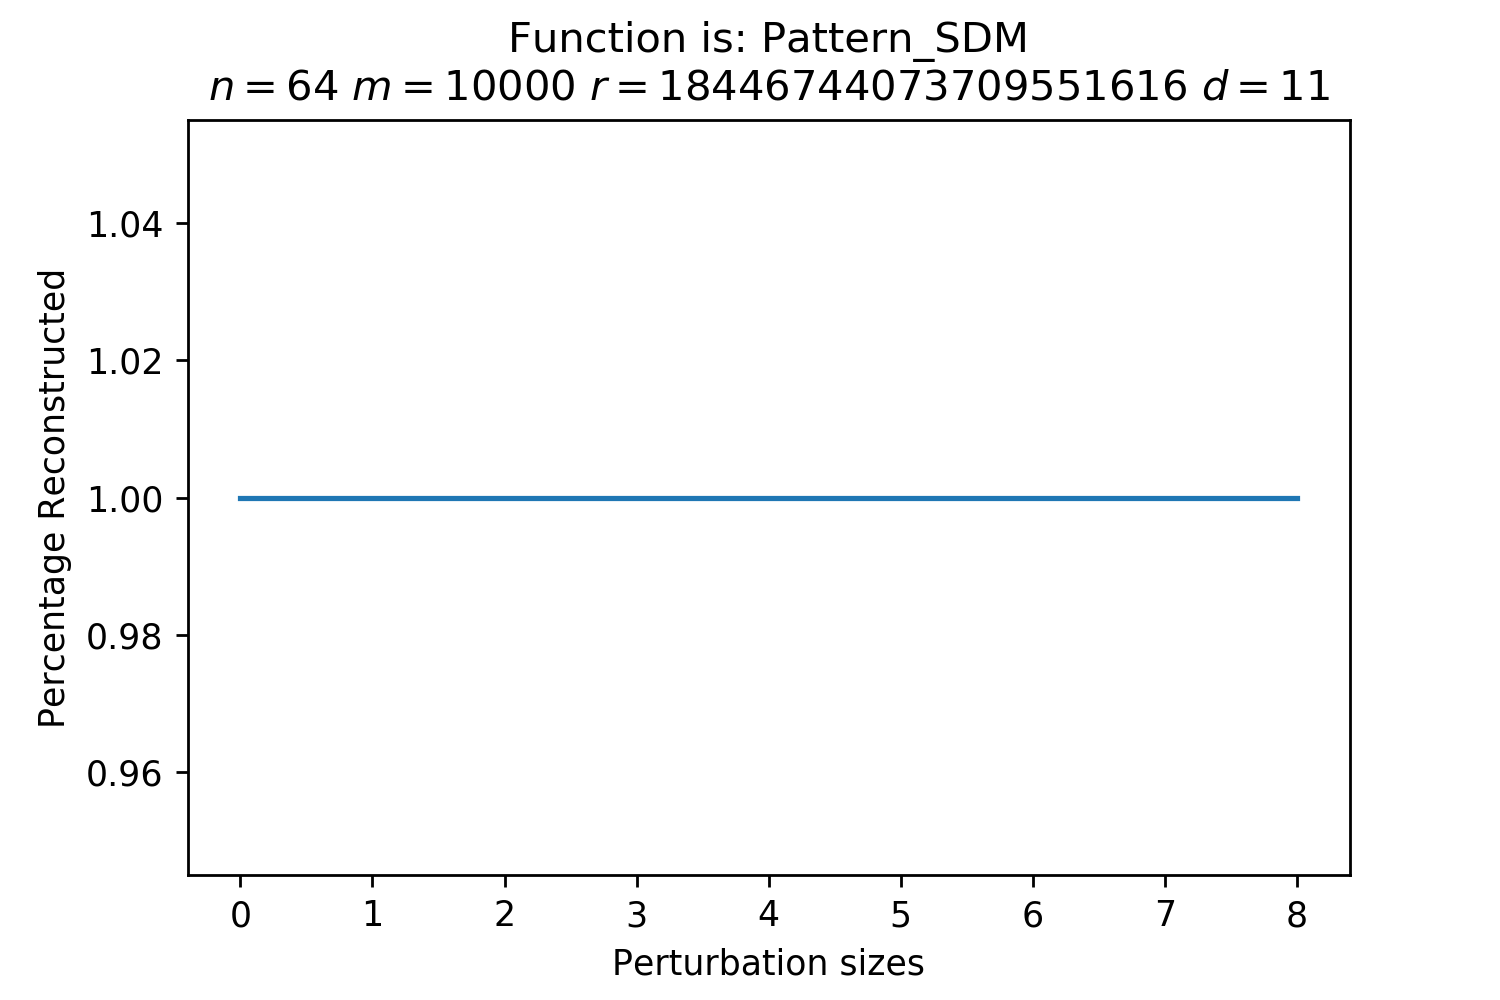 Function is: Pattern_SDM
n = 64 m = 10000 r = 18446744073709551616 d = 11
Percentage Reconstructed
1.04
1.02
1.00
0.98
0.96
0 1 2 3 4 5 6 7 8
Perturbation sizes